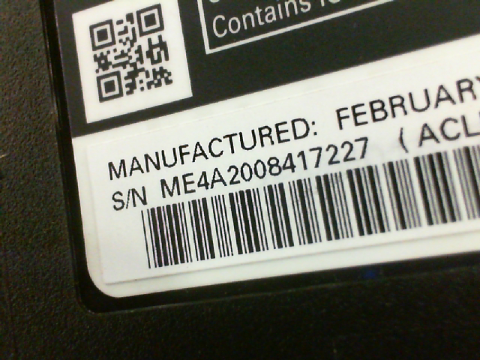 Contains
MANUFACTURED: FEBRUARY
S/N ME4A2008417227 (ACL